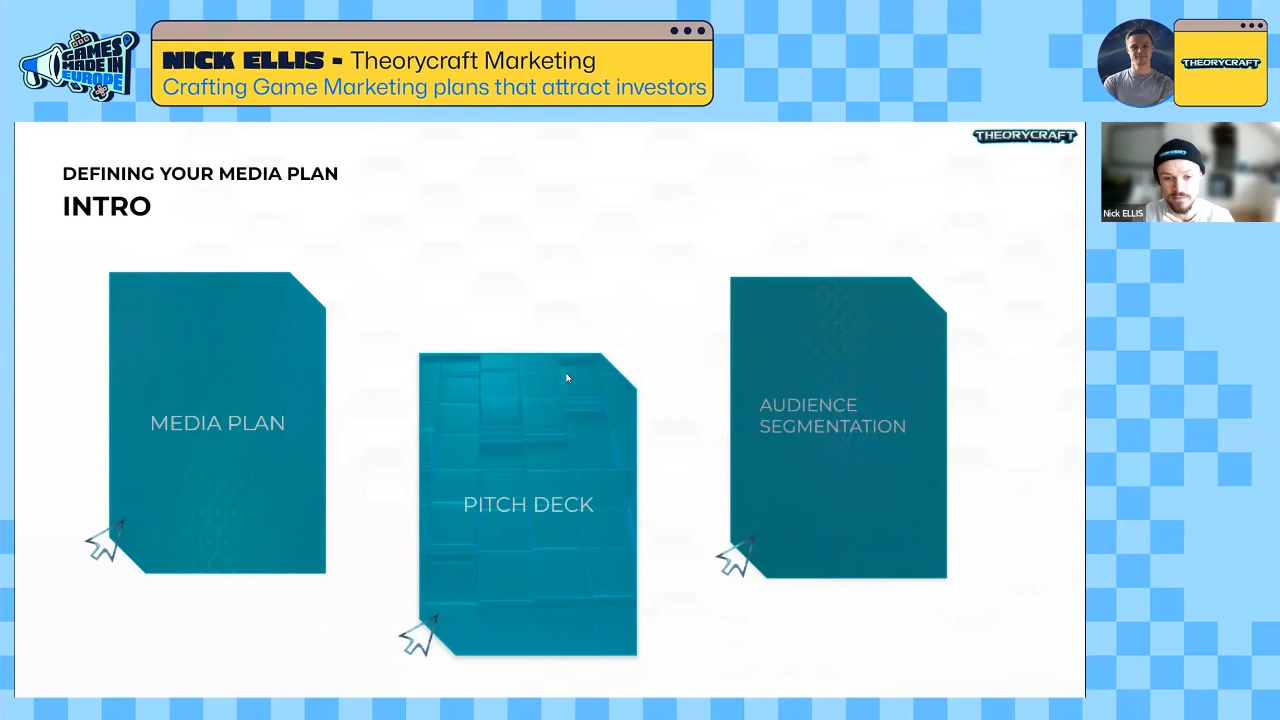 GAMES
MADE IN
EUROPE
NICK ELLIS - Theorycraft Marketing
Crafting Game Marketing plans that attract investors
THEORYCRAFT
THEORYCRAFT
DEFINING YOUR MEDIA PLAN
INTRO
Nick ELLIS
MEDIA PLAN
PITCH DECK
AUDIENCE
SEGMENTATION